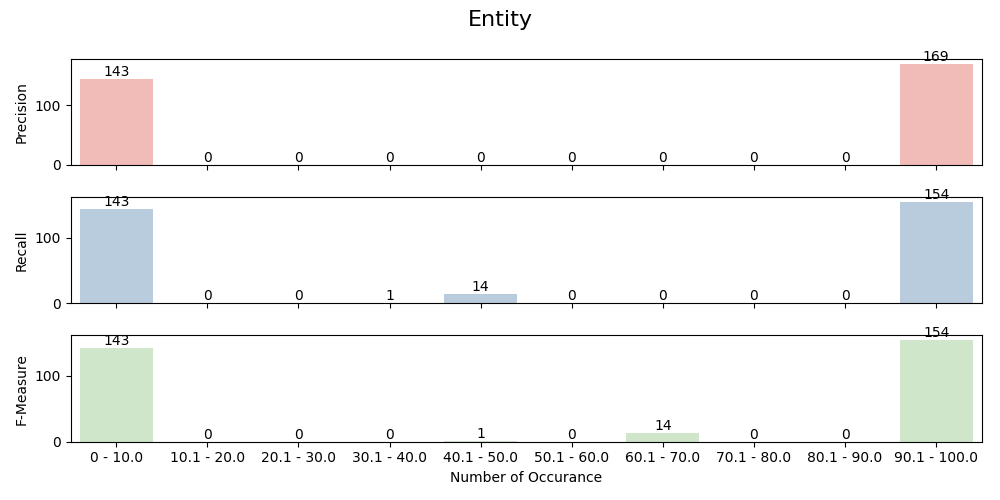 Entity
143 0 0 0 0 0 0 0 0 169
100
0
Precision
143 0 0 1 14 0 0 0 0 154
100
0
Recall
143 0 0 0 1 0 14 0 0 154
100
0
F-Measure
0 - 10.0 10.1 - 20.0 20.1 - 30.0 30.1 - 40.0 40.1 - 50.0 50.1 - 60.0 60.1 - 70.0 70.1 - 80.0 80.1 - 90.0 90.1 - 100.0
Number of Occurance